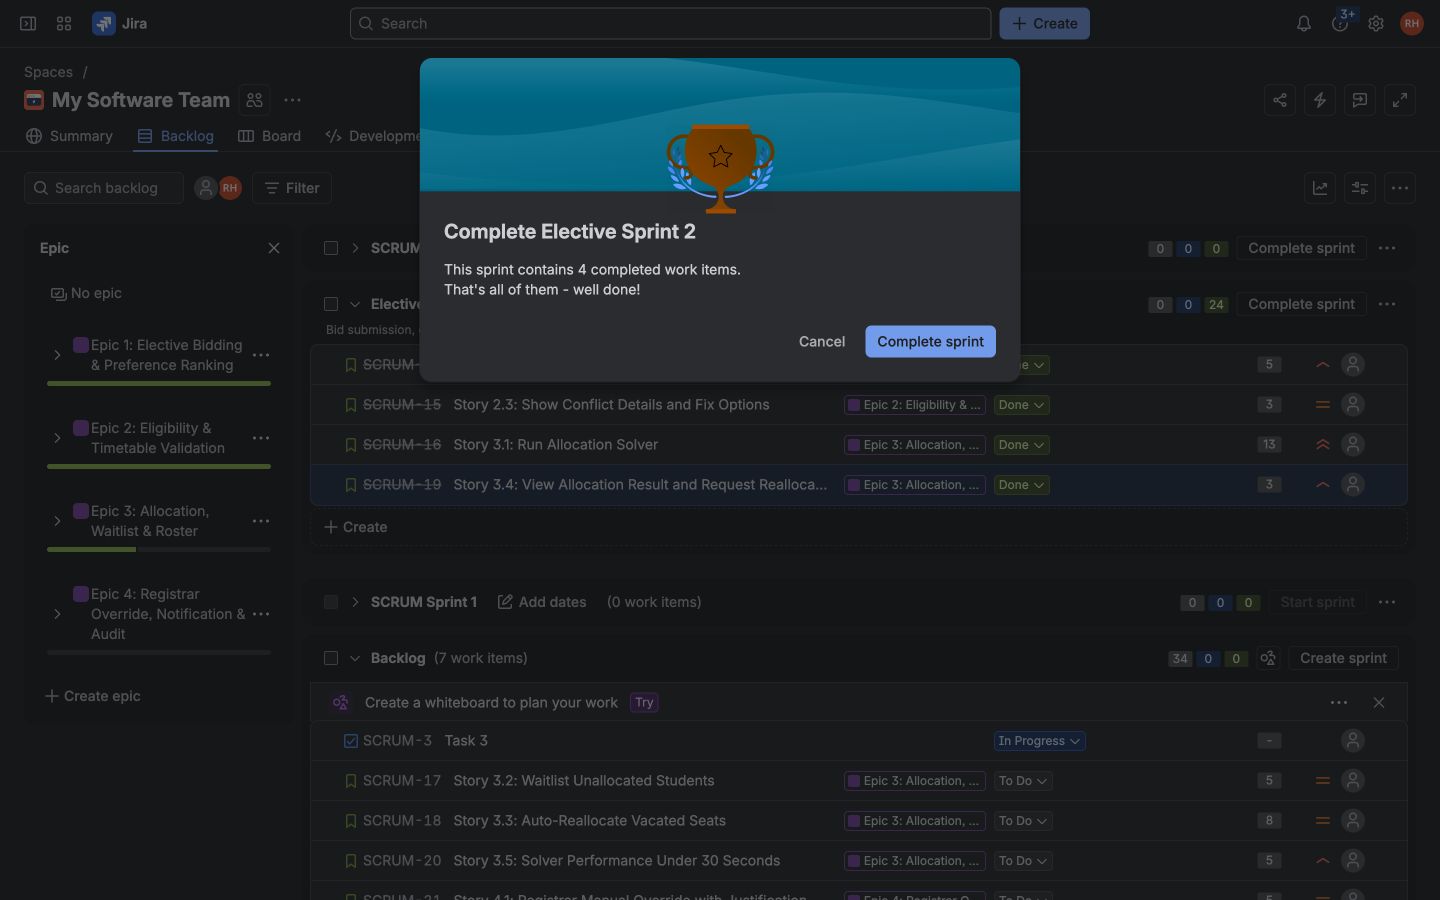 Jira
Search
Create
3+
RH
Spaces /
My Software Team
Summary
Backlog
Board
Developme
Search backlog
RH
Filter
Epic
No epic
Epic 1: Elective Bidding
& Preference Ranking
Epic 2: Eligibility &
Timetable Validation
Epic 3: Allocation,
Waitlist & Roster
Epic 4: Registrar
Override, Notification &
Audit
Create epic
Complete Elective Sprint 2
This sprint contains 4 completed work items.
That's all of them - well done!
Cancel
Complete sprint
SCRUM
0 0 0 Complete sprint
Elective
0 0 24 Complete sprint
Bid submission,
SCRUM- 5
SCRUM-15 Story 2.3: Show Conflict Details and Fix Options Epic 2: Eligibility & ... Done 3
SCRUM-16 Story 3.1: Run Allocation Solver Epic 3: Allocation, ... Done 13
SCRUM-19 Story 3.4: View Allocation Result and Request Realloca... Epic 3: Allocation, ... Done 3
Create
SCRUM Sprint 1 Add dates (0 work items) 0 0 0 Start sprint
Backlog (7 work items) 34 0 0 Create sprint
Create a whiteboard to plan your work Try
SCRUM-3 Task 3 In Progress -
SCRUM-17 Story 3.2: Waitlist Unallocated Students Epic 3: Allocation, ... To Do 5
SCRUM-18 Story 3.3: Auto-Reallocate Vacated Seats Epic 3: Allocation, ... To Do 8
SCRUM-20 Story 3.5: Solver Performance Under 30 Seconds Epic 3: Allocation, ... To Do 5
SCRUM-21 Story 4.1: Registrar Manual Override with Justification